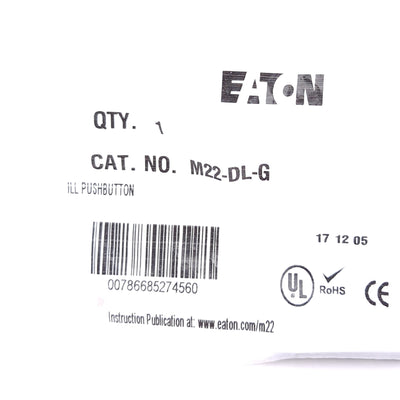 EATON
QTY. 1
CAT. NO. M22-DL-G
ILL PUSHBUTTON
17 12 05
00786685274560
UL RoHS CE
Instruction Publication at: www.eaton.com/m22